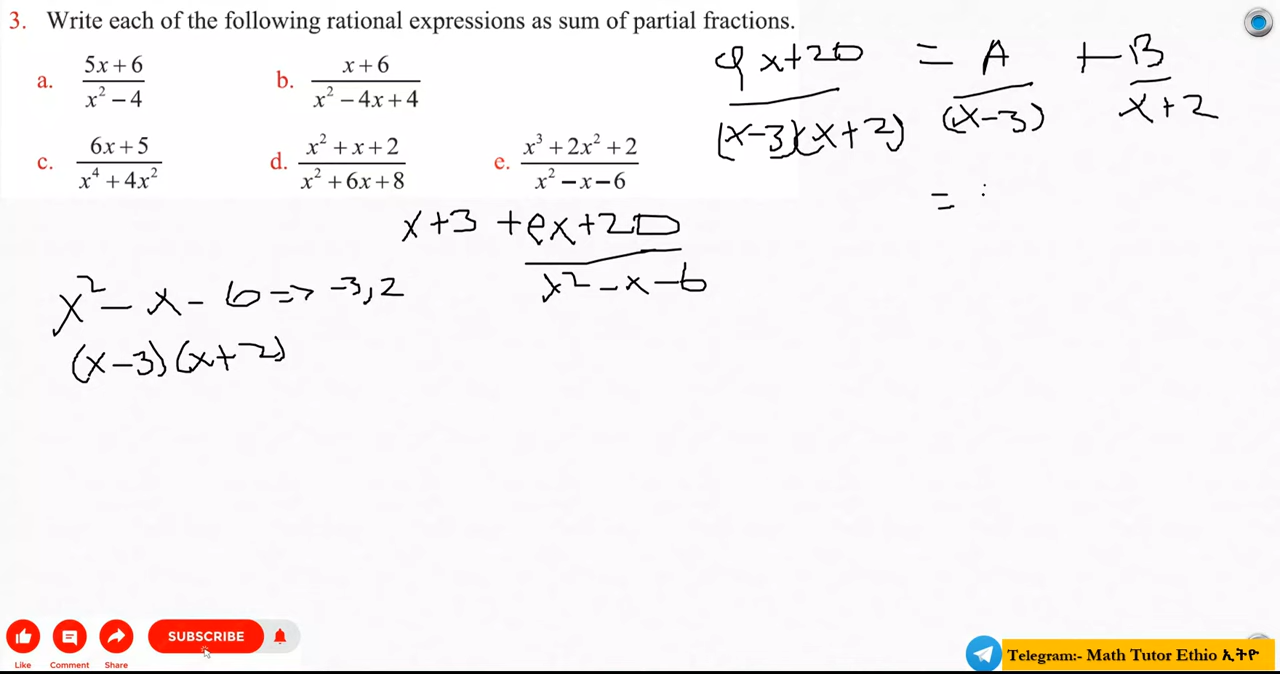 3. Write each of the following rational expressions as sum of partial fractions.
a. (5x + 6)/(x² − 4) b. (x + 6)/(x² − 4x + 4)
c. (6x + 5)/(x⁴ + 4x²) d. (x² + x + 2)/(x² + 6x + 8) e. (x³ + 2x² + 2)/(x² − x − 6)
(9x+20)/((x−3)(x+2)) = A/(x−3) + B/(x+2)
=
x+3 + (9x+20)/(x²−x−6)
x² − x − 6 => −3,2
(x−3)(x+2)
Like Comment Share SUBSCRIBE
Telegram:- Math Tutor Ethio ኢትዮ